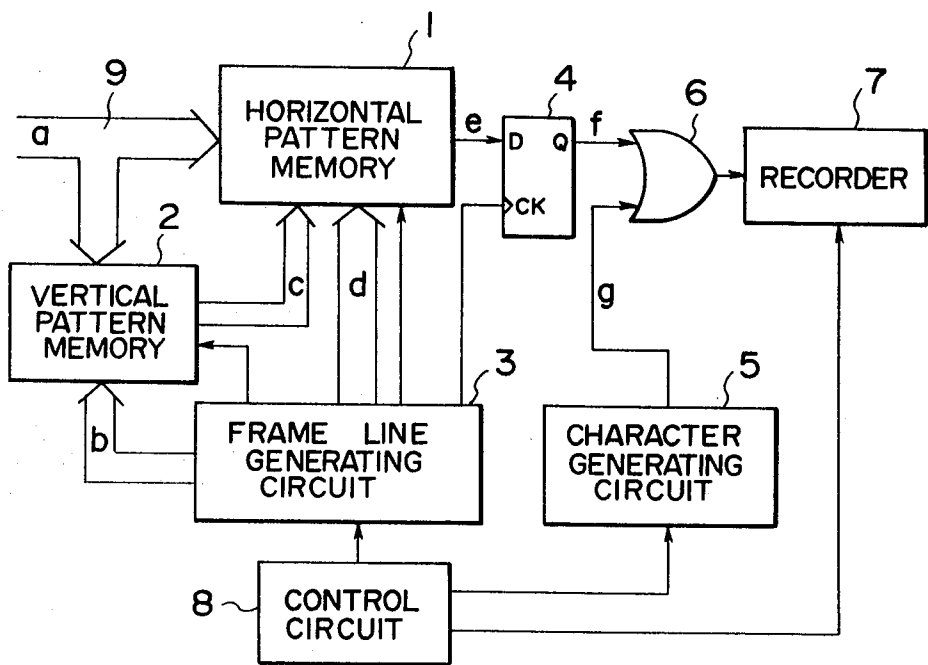 1
9
a
HORIZONTAL
PATTERN
MEMORY
e
4
D Q
CK
f
6
7
RECORDER
2
VERTICAL
PATTERN
MEMORY
c
d
g
b
3
FRAME LINE
GENERATING
CIRCUIT
5
CHARACTER
GENERATING
CIRCUIT
8
CONTROL
CIRCUIT